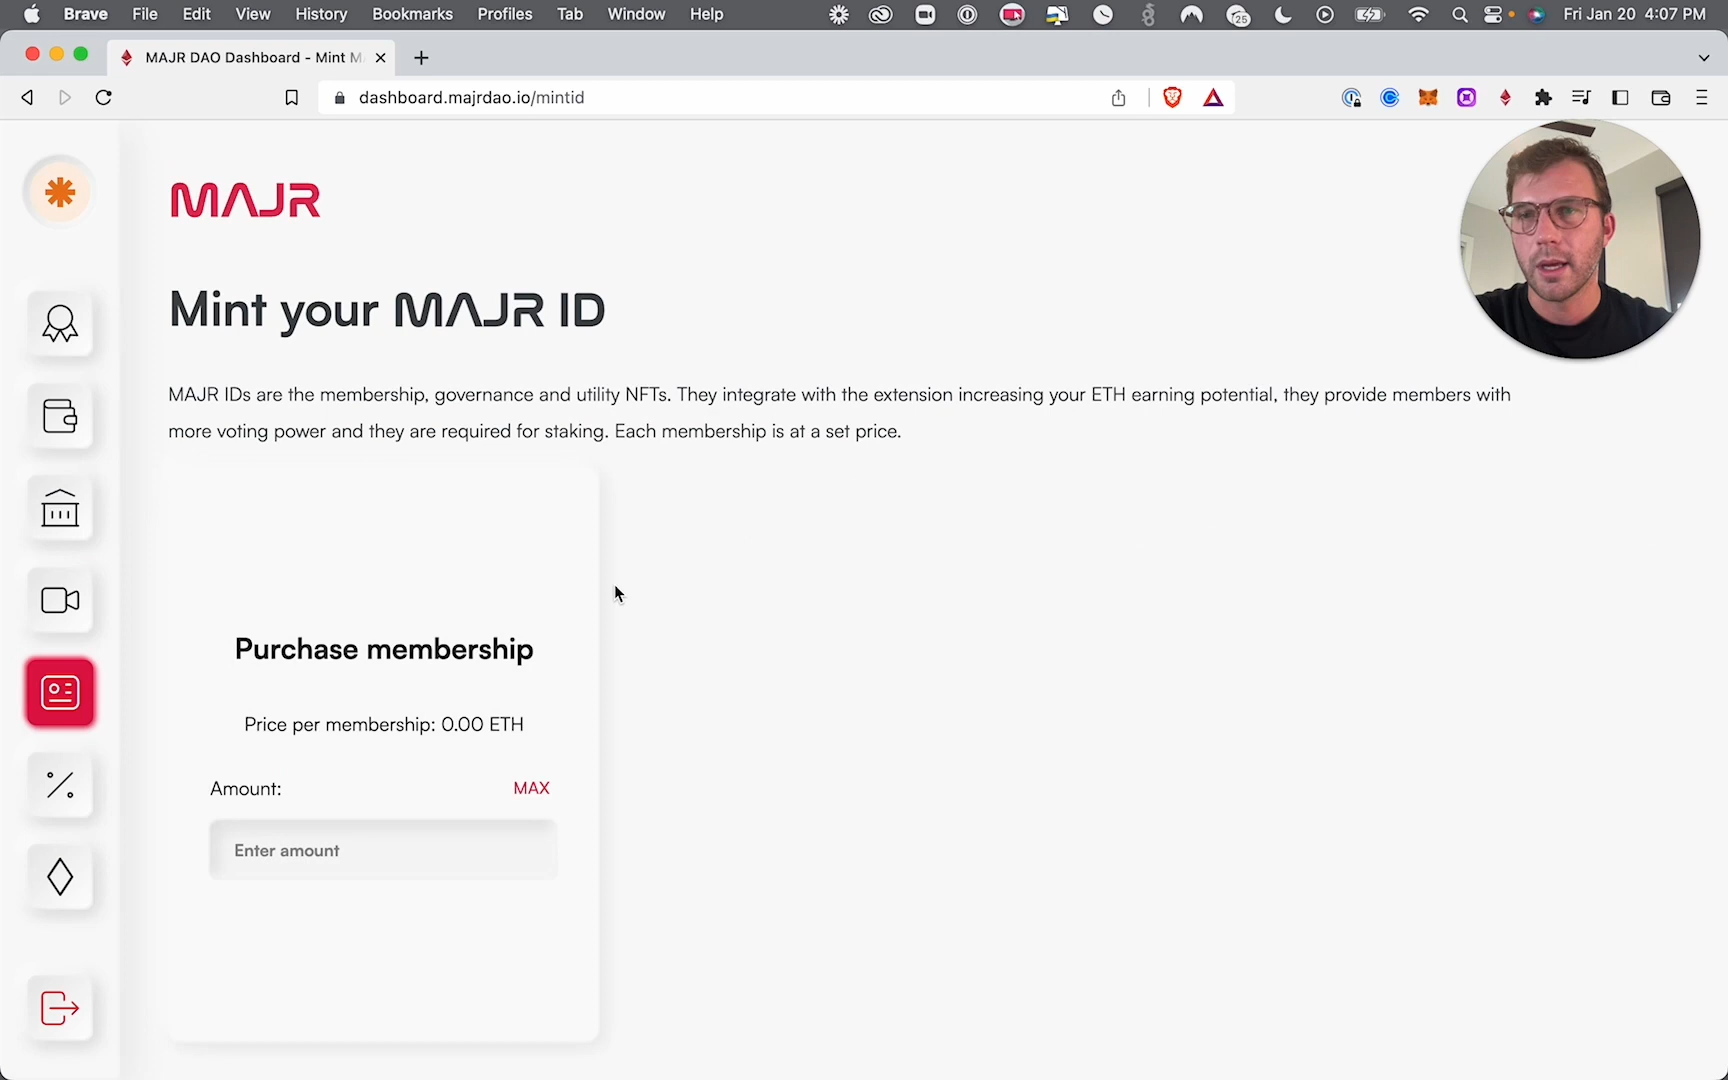 Brave File Edit View History Bookmarks Profiles Tab Window Help 25 Fri Jan 20 4:07 PM
MAJR DAO Dashboard - Mint M
dashboard.majrdao.io/mintid
MAJR
Mint your MAJR ID
MAJR IDs are the membership, governance and utility NFTs. They integrate with the extension increasing your ETH earning potential, they provide members with
more voting power and they are required for staking. Each membership is at a set price.
Purchase membership
Price per membership: 0.00 ETH
Amount: MAX
Enter amount